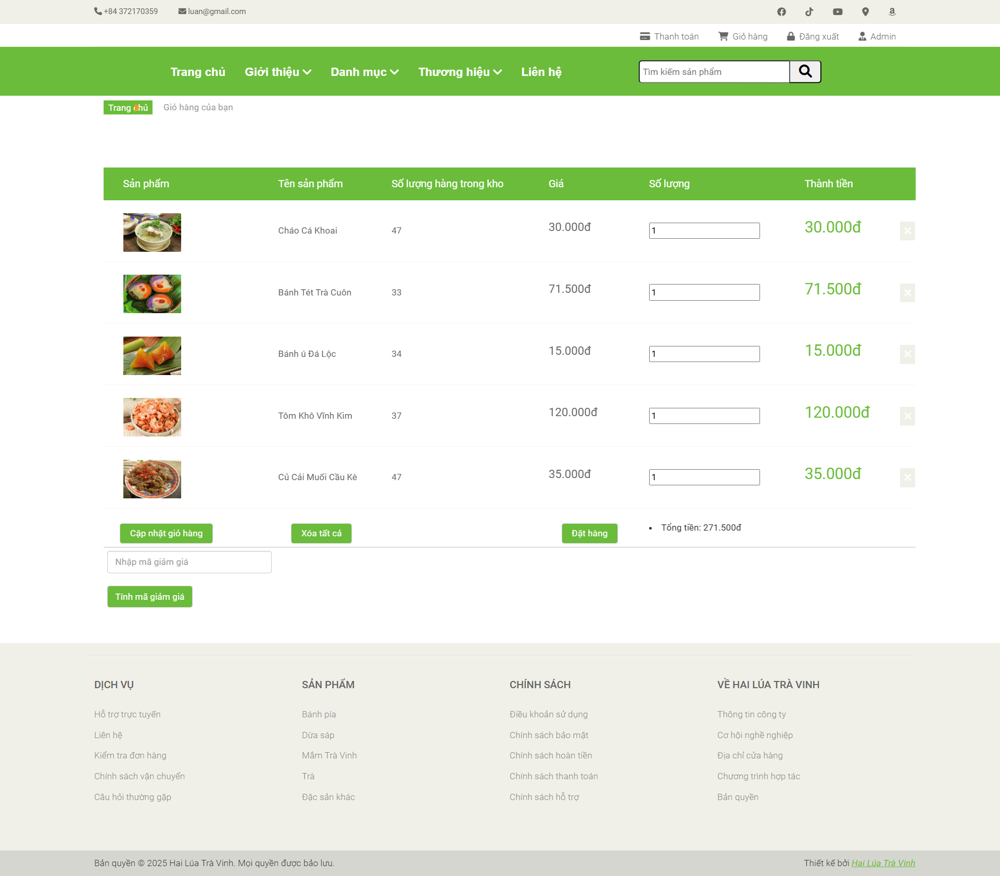 +84 372170359 luan@gmail.com
Thanh toán Giỏ hàng Đăng xuất Admin
Trang chủ Giới thiệu Danh mục Thương hiệu Liên hệ Tìm kiếm sản phẩm
Trang chủ Giỏ hàng của bạn
Sản phẩm Tên sản phẩm Số lượng hàng trong kho Giá Số lượng Thành tiền
Cháo Cá Khoai 47 30.000đ 1 30.000đ
Bánh Tét Trà Cuôn 33 71.500đ 1 71.500đ
Bánh ú Đá Lộc 34 15.000đ 1 15.000đ
Tôm Khô Vĩnh Kim 37 120.000đ 1 120.000đ
Củ Cải Muối Cầu Kè 47 35.000đ 1 35.000đ
Cập nhật giỏ hàng Xóa tất cả Đặt hàng • Tổng tiền: 271.500đ
Nhập mã giảm giá
Tính mã giảm giá
DỊCH VỤ SẢN PHẨM CHÍNH SÁCH VỀ HAI LÚA TRÀ VINH
Hỗ trợ trực tuyến Bánh pía Điều khoản sử dụng Thông tin công ty
Liên hệ Dừa sáp Chính sách bảo mật Cơ hội nghề nghiệp
Kiểm tra đơn hàng Mắm Trà Vinh Chính sách hoàn tiền Địa chỉ cửa hàng
Chính sách vận chuyển Trà Chính sách thanh toán Chương trình hợp tác
Câu hỏi thường gặp Đặc sản khác Chính sách hỗ trợ Bản quyền
Bản quyền © 2025 Hai Lúa Trà Vinh. Mọi quyền được bảo lưu. Thiết kế bởi Hai Lúa Trà Vinh